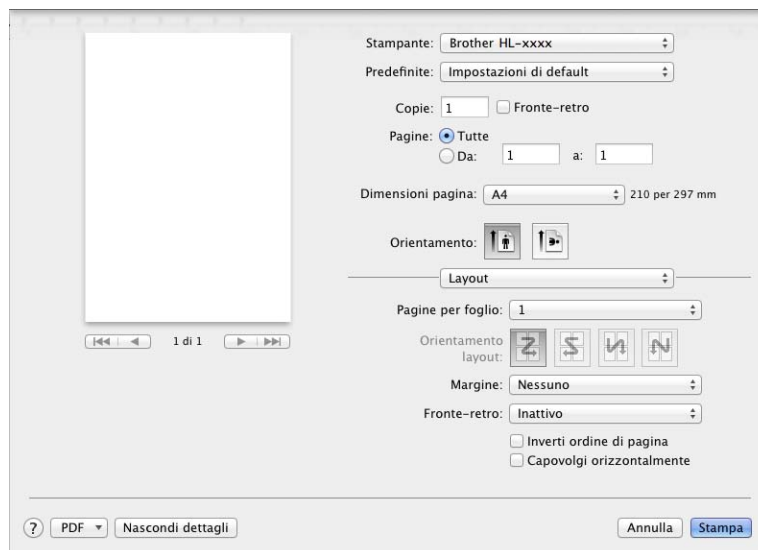 Stampante: Brother HL-xxxx
Predefinite: Impostazioni di default
Copie: 1 Fronte-retro
Pagine: Tutte
Da: 1 a: 1
Dimensioni pagina: A4 210 per 297 mm
Orientamento:
Layout
Pagine per foglio: 1
1 di 1
Orientamento
layout:
Margine: Nessuno
Fronte-retro: Inattivo
Inverti ordine di pagina
Capovolgi orizzontalmente
? PDF Nascondi dettagli Annulla Stampa